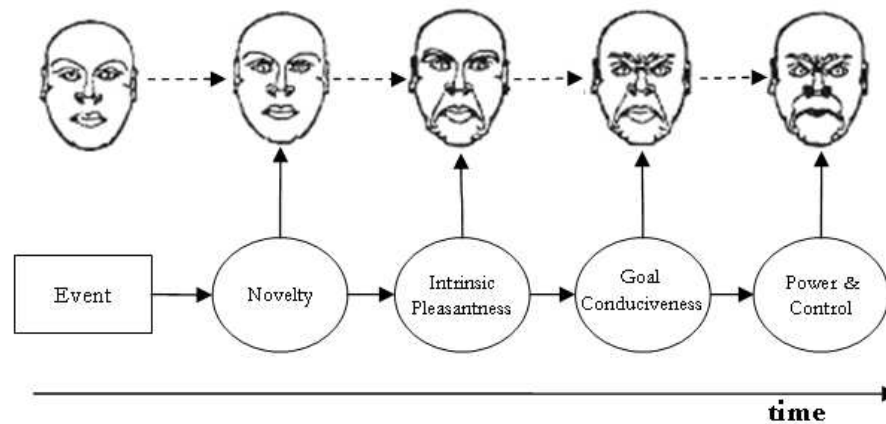 Event
Novelty
Intrinsic
Pleasantness
Goal
Conduciveness
Power &
Control
time